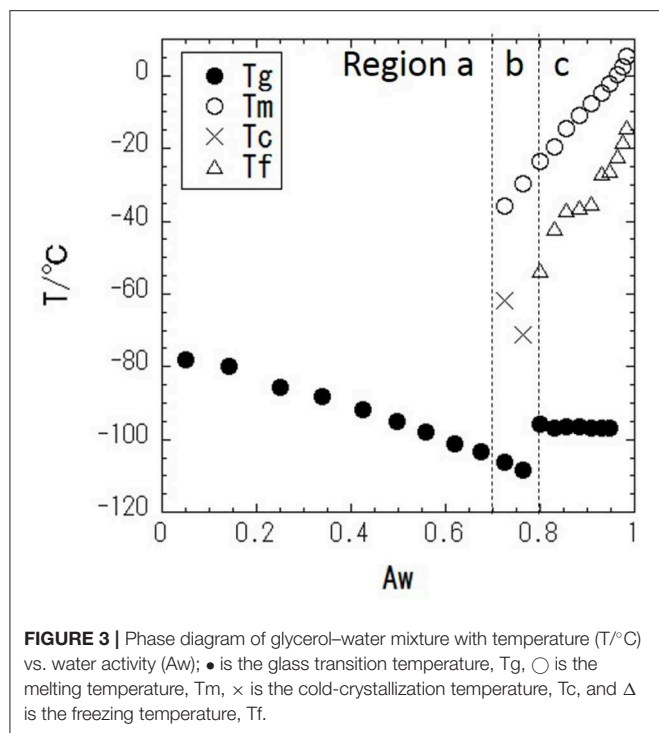 Region a b c
● Tg
○ Tm
× Tc
△ Tf
T/°C
0
-20
-40
-60
-80
-100
-120
0 0.2 0.4 0.6 0.8 1
Aw
FIGURE 3 | Phase diagram of glycerol–water mixture with temperature (T/°C)
vs. water activity (Aw); ● is the glass transition temperature, Tg, ○ is the
melting temperature, Tm, × is the cold-crystallization temperature, Tc, and Δ
is the freezing temperature, Tf.